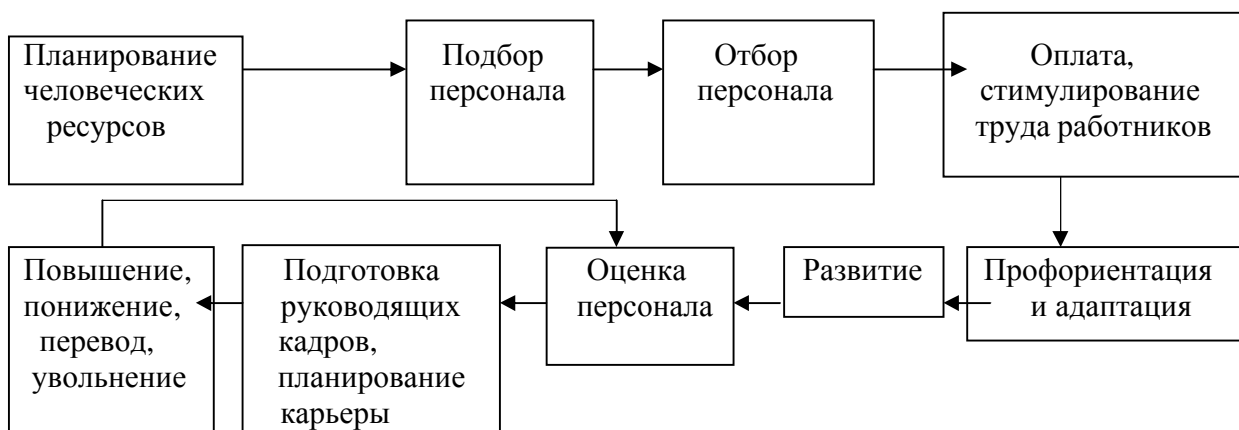 Планирование
человеческих
ресурсов
Подбор
персонала
Отбор
персонала
Оплата,
стимулирование
труда работников
Повышение,
понижение,
перевод,
увольнение
Подготовка
руководящих
кадров,
планирование
карьеры
Оценка
персонала
Развитие
Профориентация
и адаптация